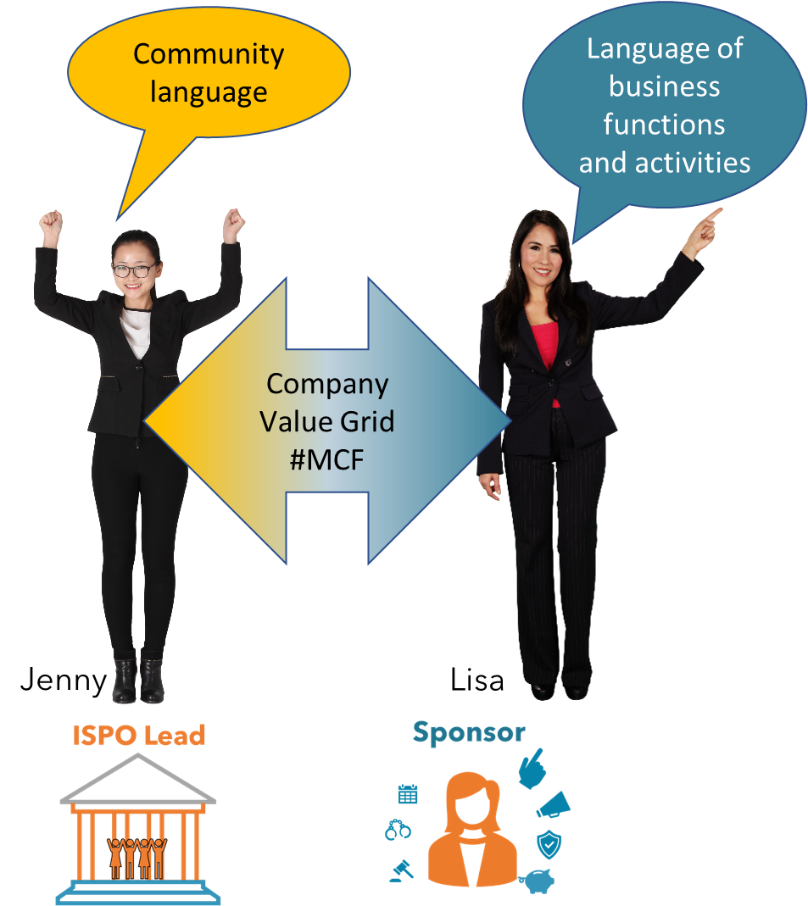 Community
language
Language of
business
functions
and activities
Company
Value Grid
#MCF
Jenny
Lisa
ISPO Lead
Sponsor